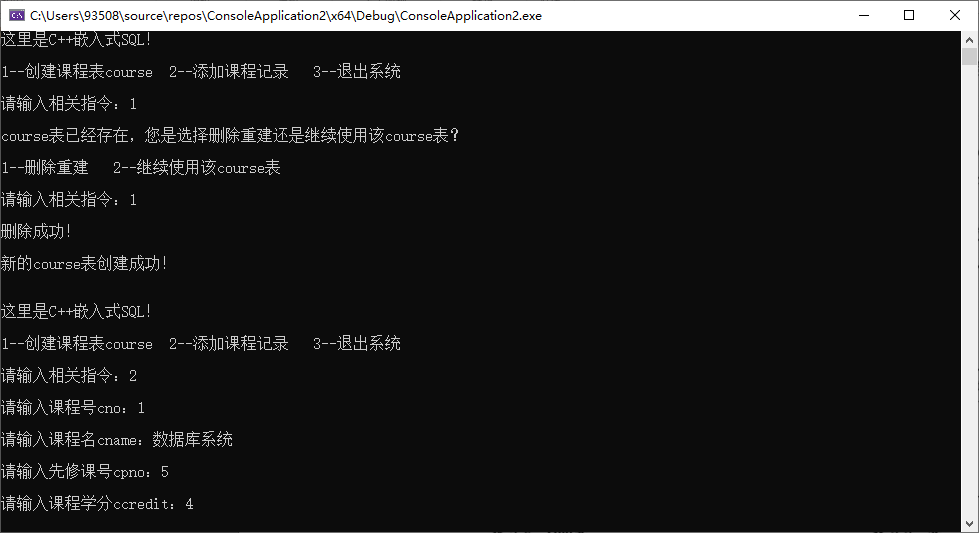 C:\Users\93508\source\repos\ConsoleApplication2\x64\Debug\ConsoleApplication2.exe
这里是C++嵌入式SQL!
1--创建课程表course  2--添加课程记录   3--退出系统
请输入相关指令：1
course表已经存在，您是选择删除重建还是继续使用该course表？
1--删除重建   2--继续使用该course表
请输入相关指令：1
删除成功!
新的course表创建成功!
这里是C++嵌入式SQL!
1--创建课程表course  2--添加课程记录   3--退出系统
请输入相关指令：2
请输入课程号cno：1
请输入课程名cname：数据库系统
请输入先修课号cpno：5
请输入课程学分ccredit：4